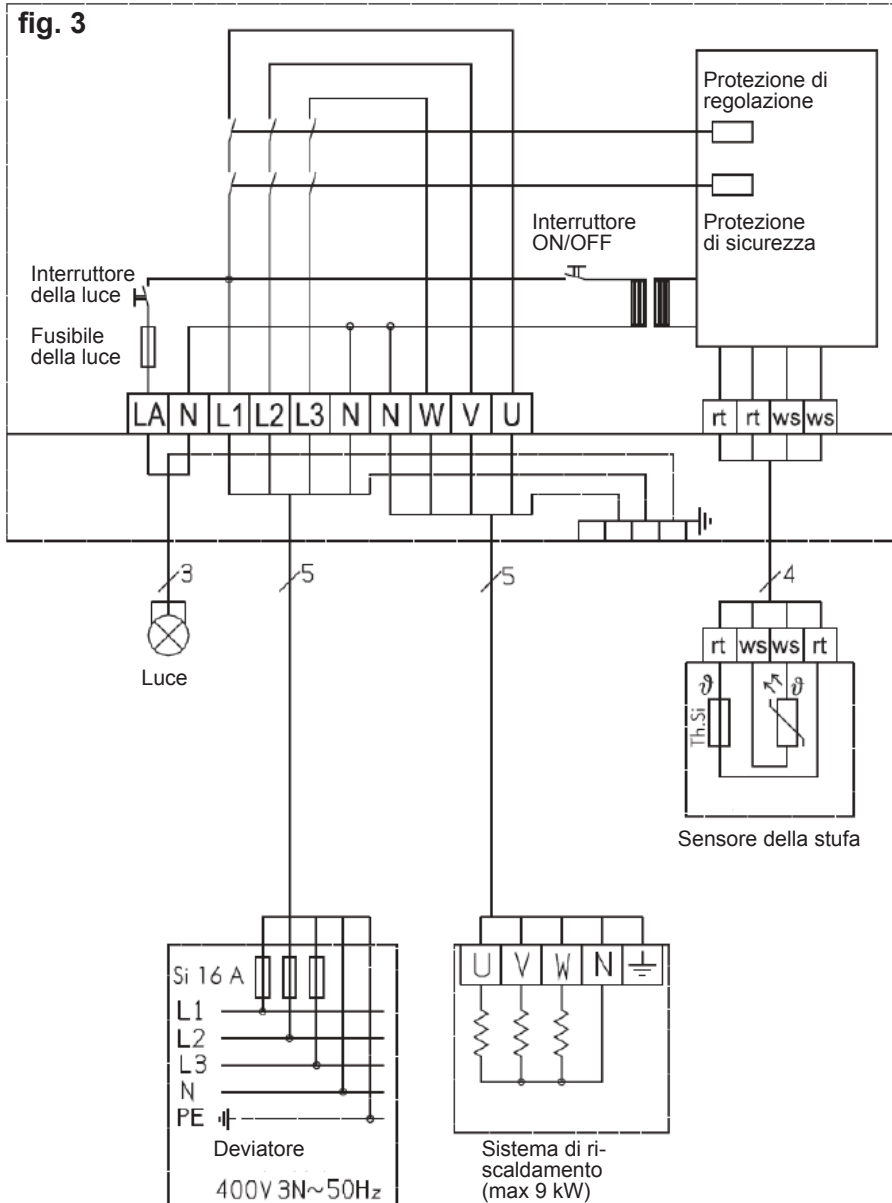 fig. 3
Protezione di
regolazione
Protezione
di sicurezza
Interruttore
ON/OFF
Interruttore
della luce
Fusibile
della luce
LA N L1 L2 L3 N N W V U
rt rt ws ws
3
5
5
4
Luce
rt ws ws rt
ϑ
ϑ
Th.Si
Sensore della stufa
Si 16 A
L1
L2
L3
N
PE
Deviatore
400V 3N~50Hz
U V W N
Sistema di ri-
scaldamento
(max 9 kW)